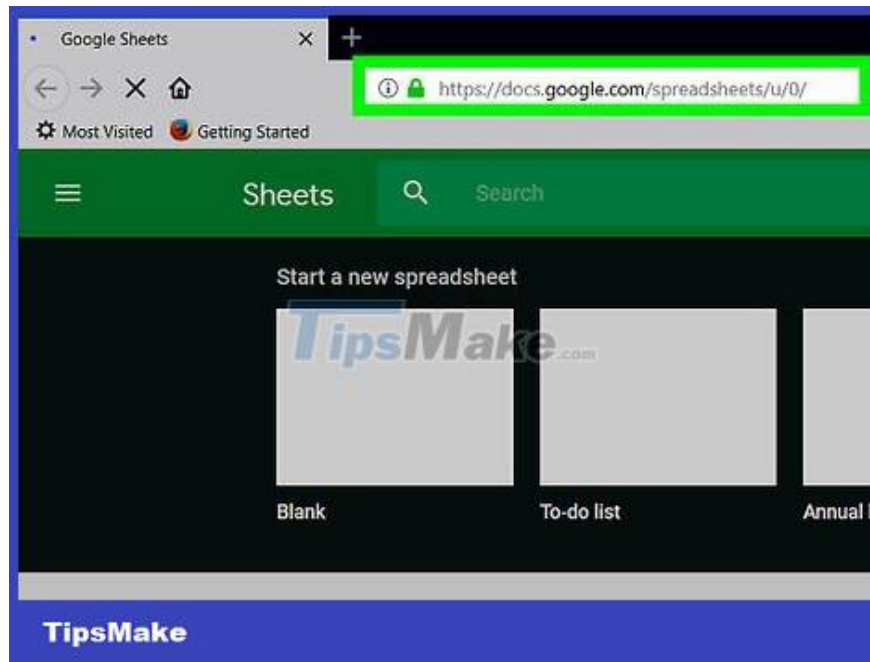 Google Sheets
https://docs.google.com/spreadsheets/u/0/
Most Visited Getting Started
Sheets Search
Start a new spreadsheet
TipsMake.com
Blank To-do list Annual
TipsMake